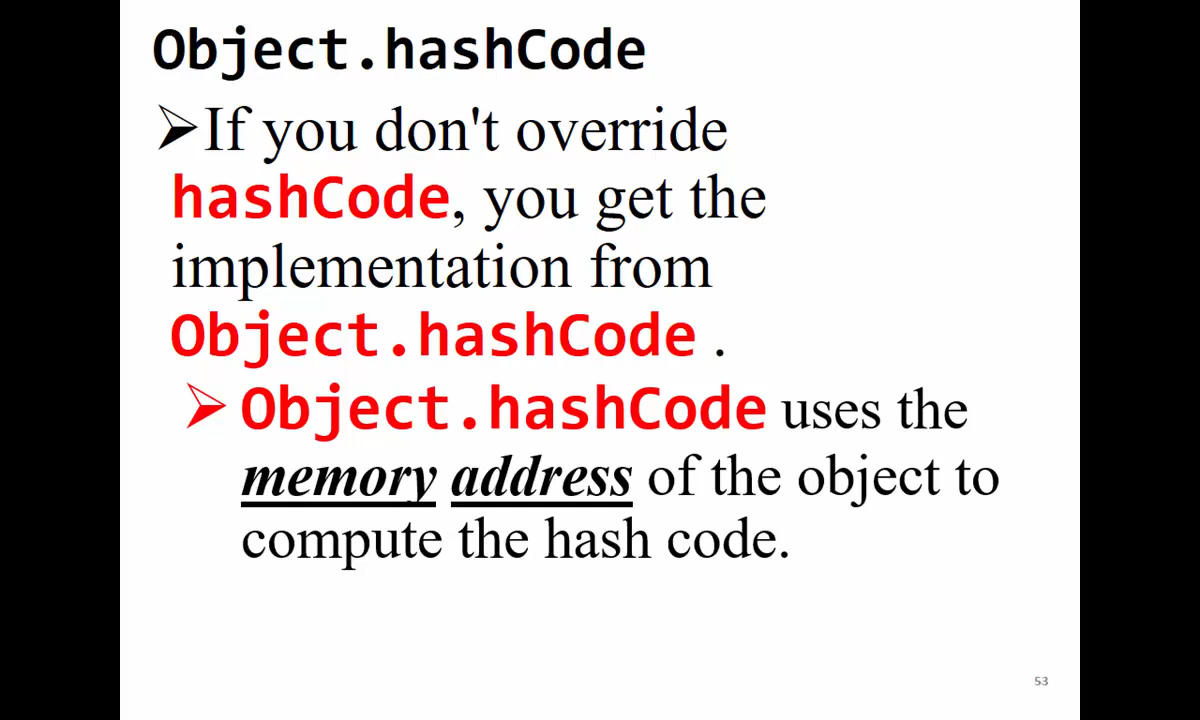 Object.hashCode
➢If you don't override
hashCode, you get the
implementation from
Object.hashCode .
➢ Object.hashCode uses the
memory address of the object to
compute the hash code.
53